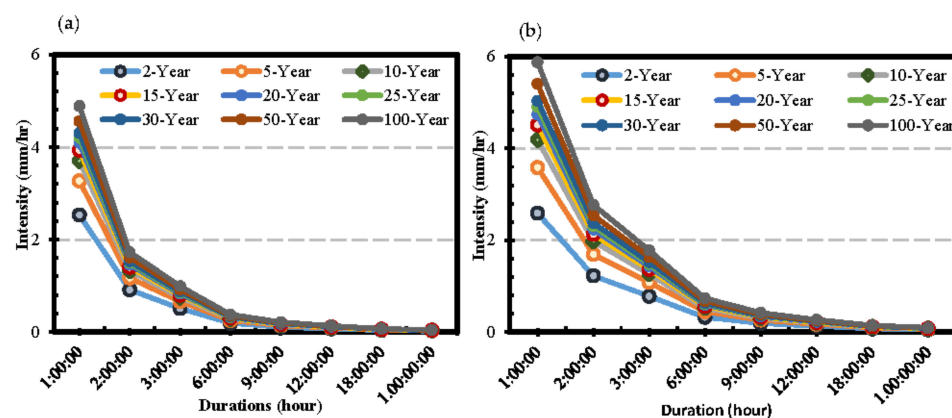 (a)
6
2-Year 5-Year 10-Year
15-Year 20-Year 25-Year
30-Year 50-Year 100-Year
4
2
0
Intensity (mm/hr)
1:00:00
2:00:00
3:00:00
6:00:00
9:00:00
12:00:00
18:00:00
1.00:00:00
Durations (hour)
(b)
6
2-Year 5-Year 10-Year
15-Year 20-Year 25-Year
30-Year 50-Year 100-Year
4
2
0
Intensity (mm/hr)
1:00:00
2:00:00
3:00:00
6:00:00
9:00:00
12:00:00
18:00:00
1.00:00:00
Duration (hour)